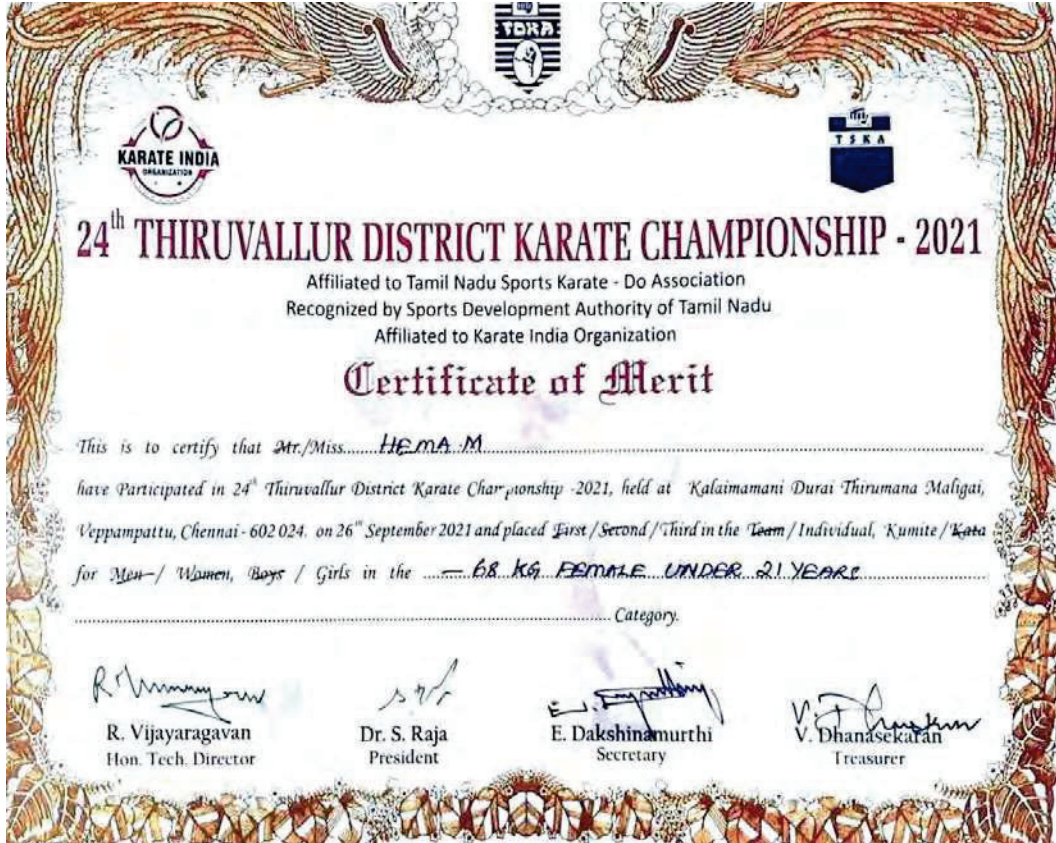 TDKA
KARATE INDIA
ORGANIZATION
TSKA
24th THIRUVALLUR DISTRICT KARATE CHAMPIONSHIP - 2021
Affiliated to Tamil Nadu Sports Karate - Do Association
Recognized by Sports Development Authority of Tamil Nadu
Affiliated to Karate India Organization
Certificate of Merit
This is to certify that Mr./Miss.....HEMA.M
have Participated in 24th Thiruvallur District Karate Championship -2021, held at Kalaimamani Durai Thirumana Maligai,
Veppampattu, Chennai - 602 024. on 26th September 2021 and placed First / Second / Third in the Team / Individual, Kumite / Kata
for Men / Women, Boys / Girls in the - 68 KG FEMALE UNDER 21 YEARS
Category.
R. Vijayaragavan Dr. S. Raja E. Dakshinamurthi V. Dhanasekaran
Hon. Tech. Director President Secretary Treasurer